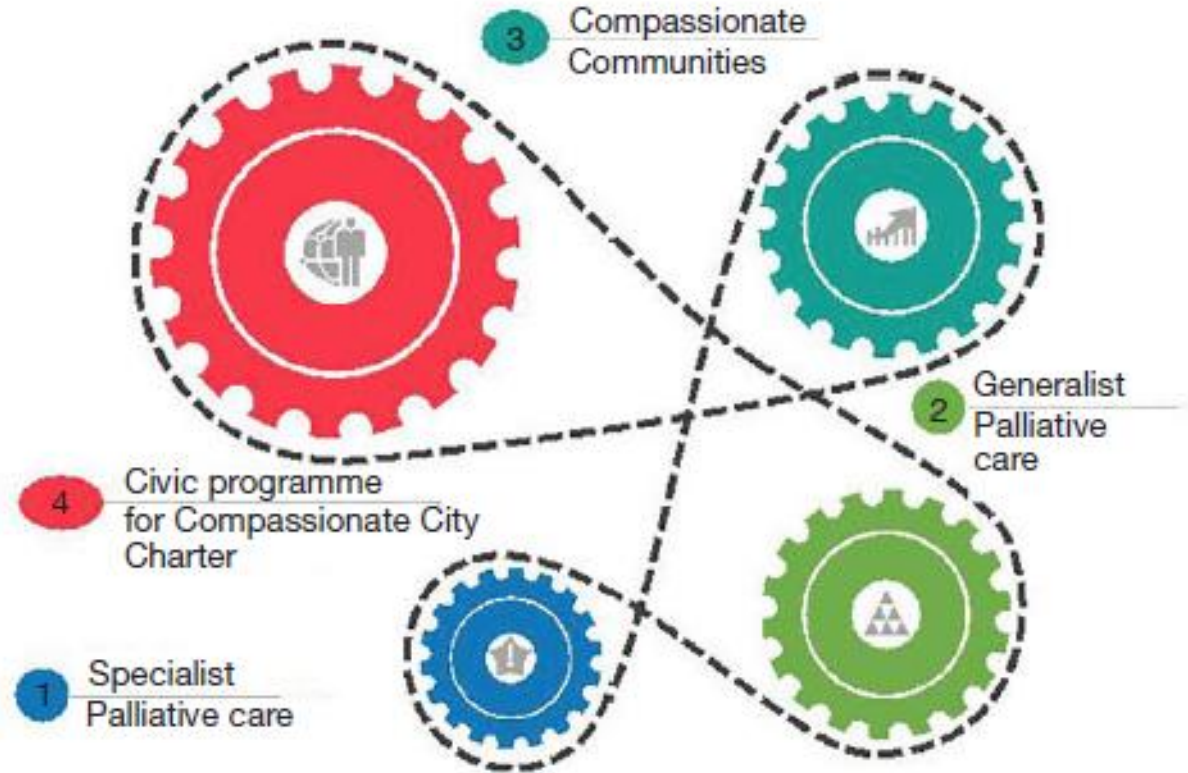 3 Compassionate
Communities
2 Generalist
Palliative
care
4 Civic programme
for Compassionate City
Charter
1 Specialist
Palliative care